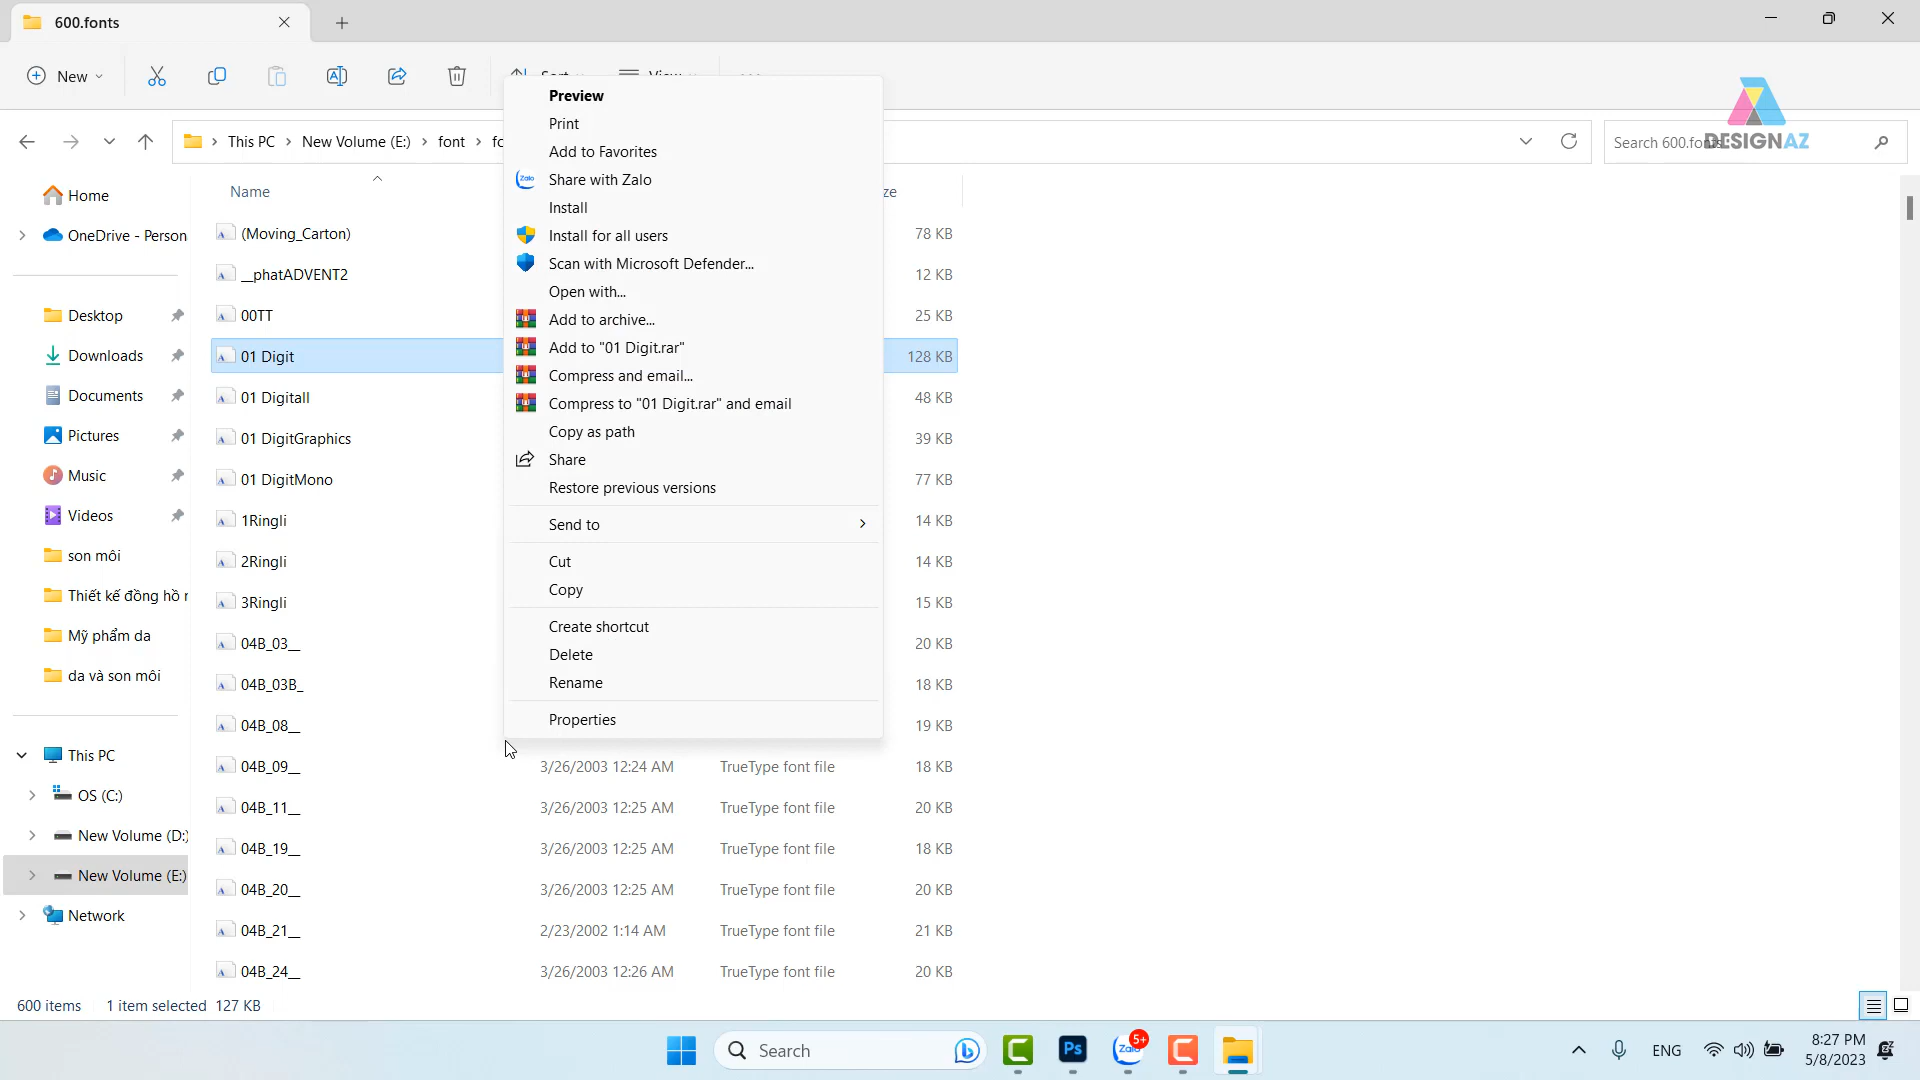 600.fonts
New
This PC
New Volume (E:)
font
Search 600.fo
DESIGNAZ
Home
OneDrive - Person
Desktop
Downloads
Documents
Pictures
Music
Videos
son môi
Thiết kế đồng hồ r
Mỹ phẩm da
da và son môi
This PC
OS (C:)
New Volume (D:)
New Volume (E:)
Network
Name
ze
(Moving_Carton) 78 KB
__phatADVENT2 12 KB
00TT 25 KB
01 Digit 128 KB
01 Digitall 48 KB
01 DigitGraphics 39 KB
01 DigitMono 77 KB
1Ringli 14 KB
2Ringli 14 KB
3Ringli 15 KB
04B_03__ 20 KB
04B_03B_ 18 KB
04B_08__ 19 KB
04B_09__ 3/26/2003 12:24 AM TrueType font file 18 KB
04B_11__ 3/26/2003 12:25 AM TrueType font file 20 KB
04B_19__ 3/26/2003 12:25 AM TrueType font file 18 KB
04B_20__ 3/26/2003 12:25 AM TrueType font file 20 KB
04B_21__ 2/23/2002 1:14 AM TrueType font file 21 KB
04B_24__ 3/26/2003 12:26 AM TrueType font file 20 KB
Preview
Print
Add to Favorites
Share with Zalo
Install
Install for all users
Scan with Microsoft Defender...
Open with...
Add to archive...
Add to "01 Digit.rar"
Compress and email...
Compress to "01 Digit.rar" and email
Copy as path
Share
Restore previous versions
Send to
Cut
Copy
Create shortcut
Delete
Rename
Properties
600 items 1 item selected 127 KB
Search
Ps
Zalo
5+
ENG
8:27 PM
5/8/2023